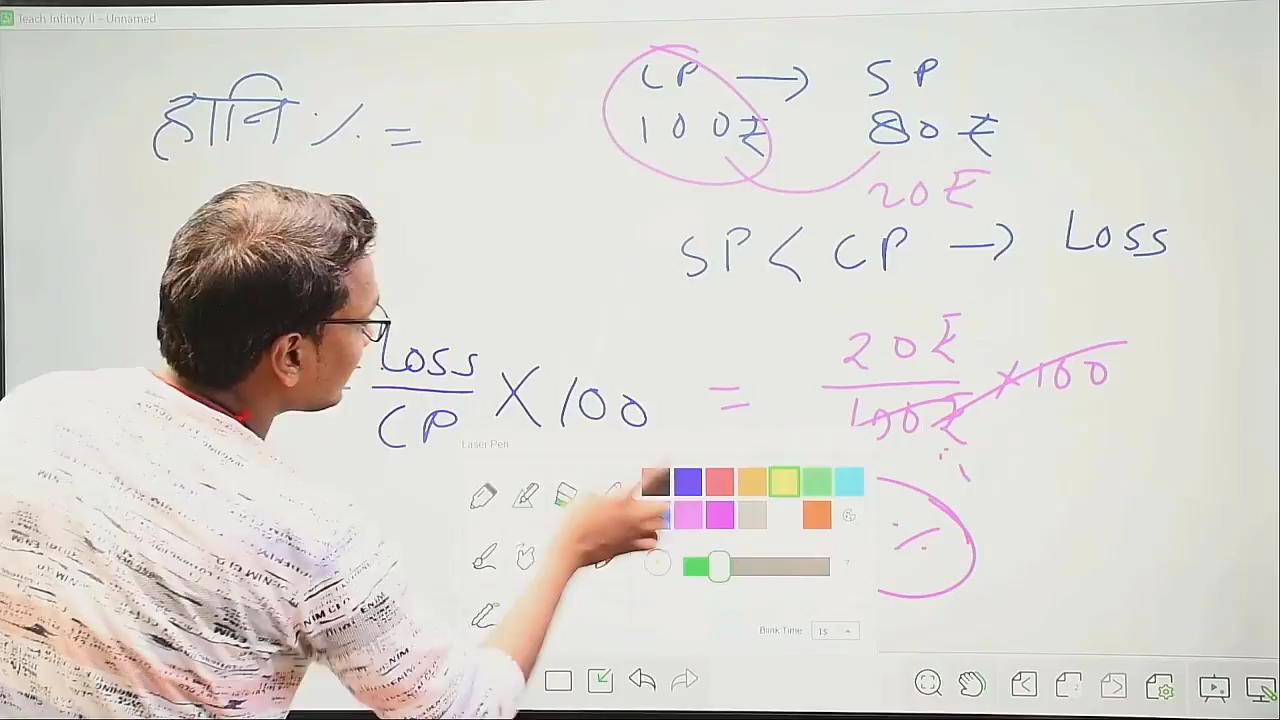 Teach Infinity II - Unnamed
हानि % =
CP → SP
100₹ 80₹
20₹
SP < CP → Loss
Loss/CP × 100 = 20₹/100₹ × 100
%
Laser Pen
Blink Time 1s